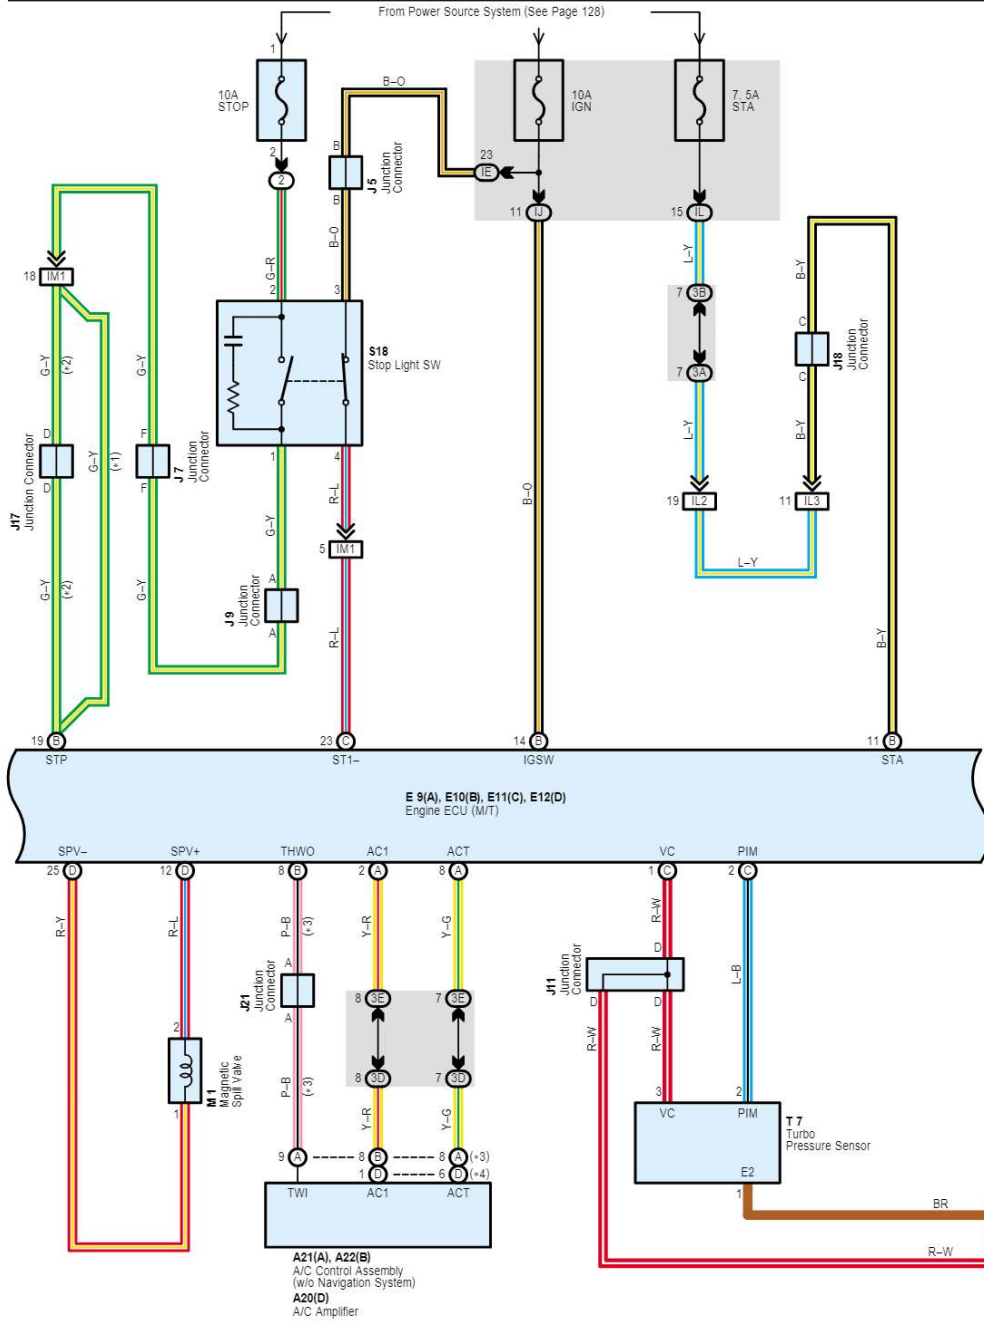 From Power Source System (See Page 128)
1
10A
STOP
2
2
B–O
10A
IGN
7. 5A
STA
23
IE
B
J 5
Junction
Connector
B
11 IJ
15 IL
B–O
G–R
L–Y
B–Y
18 IM1
2
3
7 3B
7 3A
S18
Stop Light SW
C
J18
Junction
Connector
C
G–Y
(*2)
G–Y
(*1)
G–Y
D
J17
Junction Connector
D
F
J 7
Junction
Connector
F
1
4
R–L
G–Y
B–O
L–Y
B–Y
19 IL2
11 IL3
5 IM1
L–Y
G–Y
(*2)
G–Y
A
J 9
Junction
Connector
A
R–L
B–Y
19 B
23 C
14 B
11 B
STP
ST1–
IGSW
STA
E 9(A), E10(B), E11(C), E12(D)
Engine ECU (M/T)
SPV–
SPV+
THWO
AC1
ACT
VC
PIM
25 D
12 D
8 B
2 A
8 A
1 C
2 C
R–Y
R–L
P–B
(*3)
Y–R
Y–G
R–W
L–B
A
J21
Junction
Connector
A
D
J11
Junction
Connector
D
D
8 3E
7 3E
8 3D
7 3D
2
M 1
Magnetic
Spill Valve
1
P–B
(*3)
Y–R
Y–G
R–W
R–W
3
2
VC
PIM
T 7
Turbo
Pressure Sensor
E2
1
9 A
8 B
8 A (*3)
1 D
6 D (*4)
TWI
AC1
ACT
BR
R–W
A21(A), A22(B)
A/C Control Assembly
(w/o Navigation System)
A20(D)
A/C Amplifier